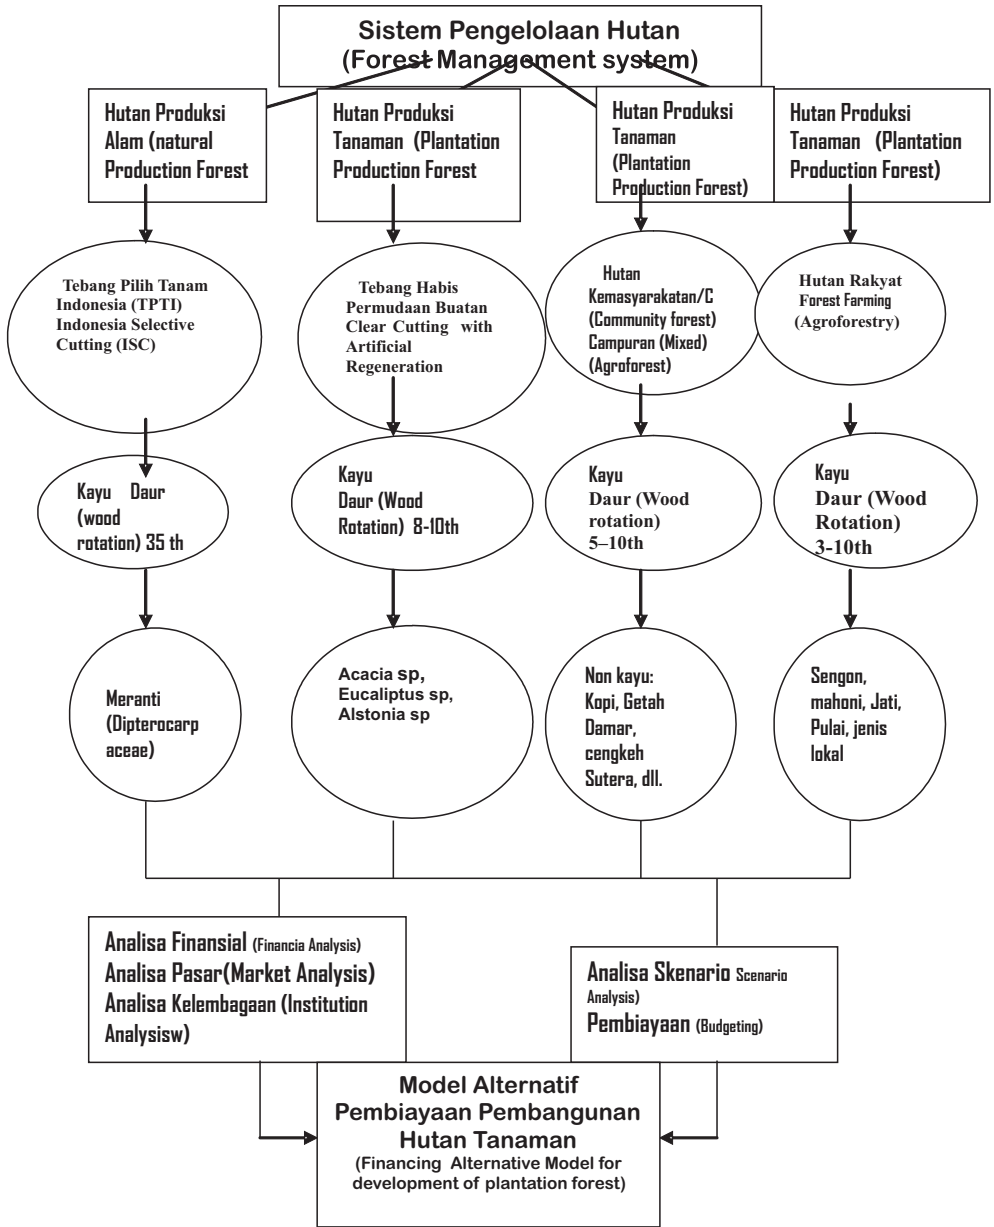 Sistem Pengelolaan Hutan
(Forest Management system)
Hutan Produksi
Alam (natural
Production Forest
Hutan Produksi
Tanaman (Plantation
Production Forest
Hutan Produksi
Tanaman
(Plantation
Production Forest)
Hutan Produksi
Tanaman (Plantation
Production Forest)
Tebang Pilih Tanam
Indonesia (TPTI)
Indonesia Selective
Cutting (ISC)
Tebang Habis
Permudaan Buatan
Clear Cutting with
Artificial
Regeneration
Hutan
Kemasyarakatan/C
(Community forest)
Campuran (Mixed)
(Agroforest)
Hutan Rakyat
Forest Farming
(Agroforestry)
Kayu Daur
(wood
rotation) 35 th
Kayu
Daur (Wood
Rotation) 8-10th
Kayu
Daur (Wood
rotation)
5–10th
Kayu
Daur (Wood
Rotation)
3-10th
Meranti
(Dipterocarp
aceae)
Acacia sp,
Eucaliptus sp,
Alstonia sp
Non kayu:
Kopi, Getah
Damar,
cengkeh
Sutera, dll.
Sengon,
mahoni, Jati,
Pulai, jenis
lokal
Analisa Finansial (Financia Analysis)
Analisa Pasar(Market Analysis)
Analisa Kelembagaan (Institution
Analysisw)
Analisa Skenario Scenario
Analysis)
Pembiayaan (Budgeting)
Model Alternatif
Pembiayaan Pembangunan
Hutan Tanaman
(Financing Alternative Model for
development of plantation forest)